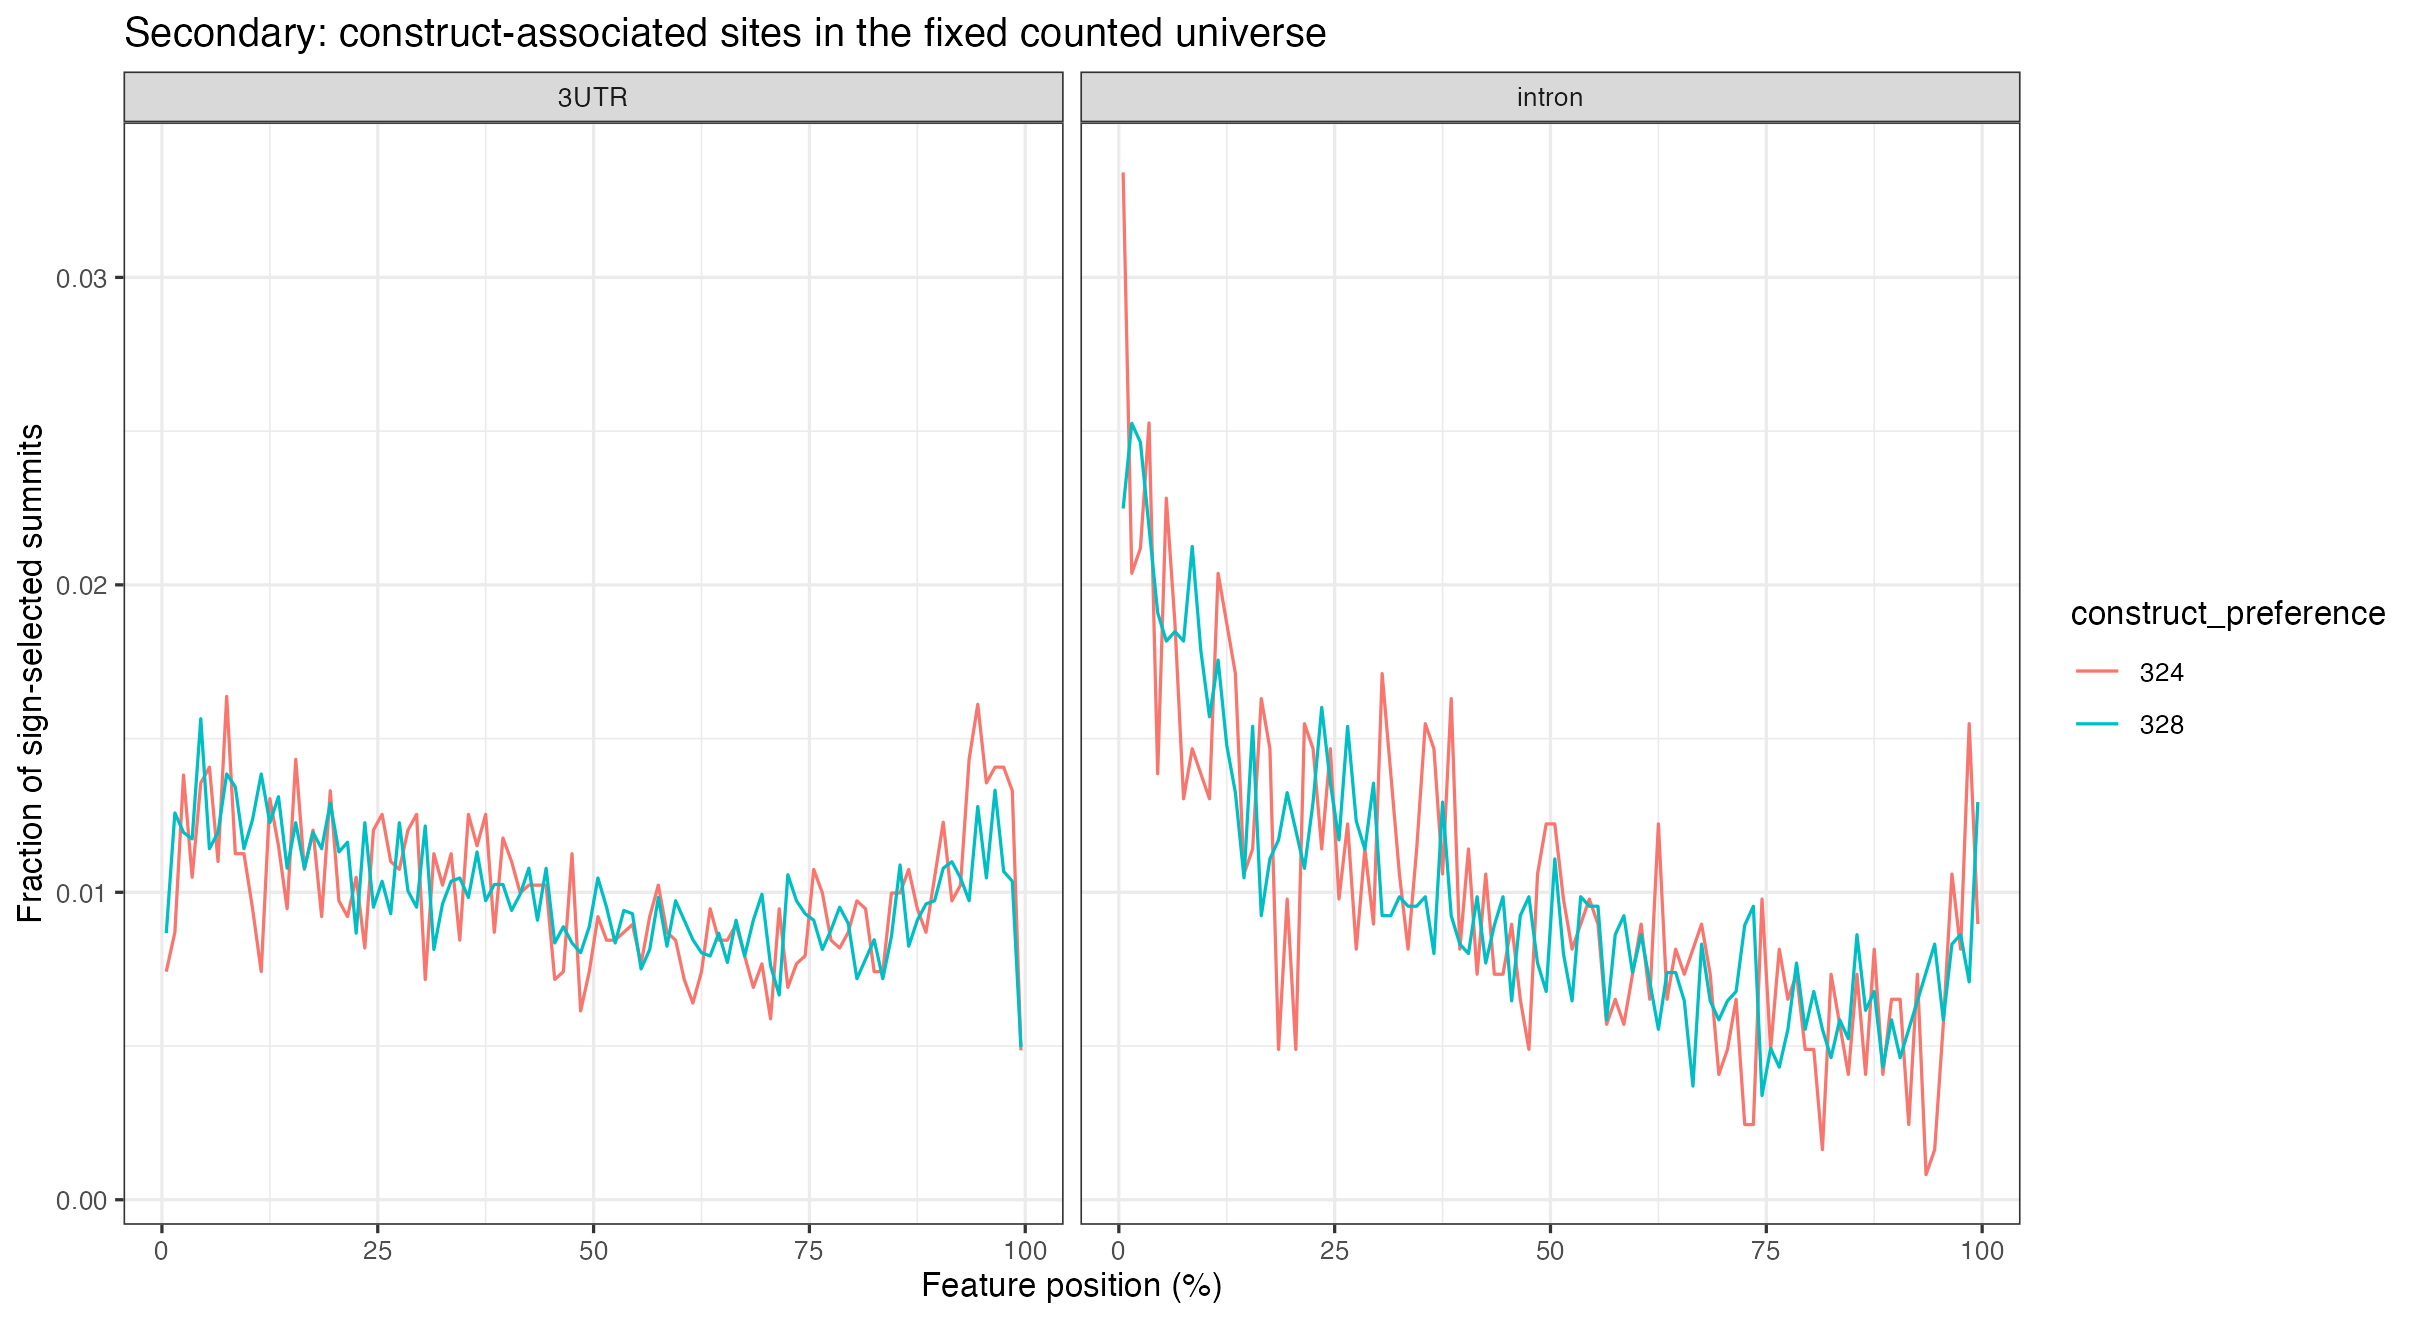 Secondary: construct-associated sites in the fixed counted universe
3UTR
intron
Fraction of sign-selected summits
0.03
0.02
0.01
0.00
0
25
50
75
100
0
25
50
75
100
Feature position (%)
construct_preference
324
328